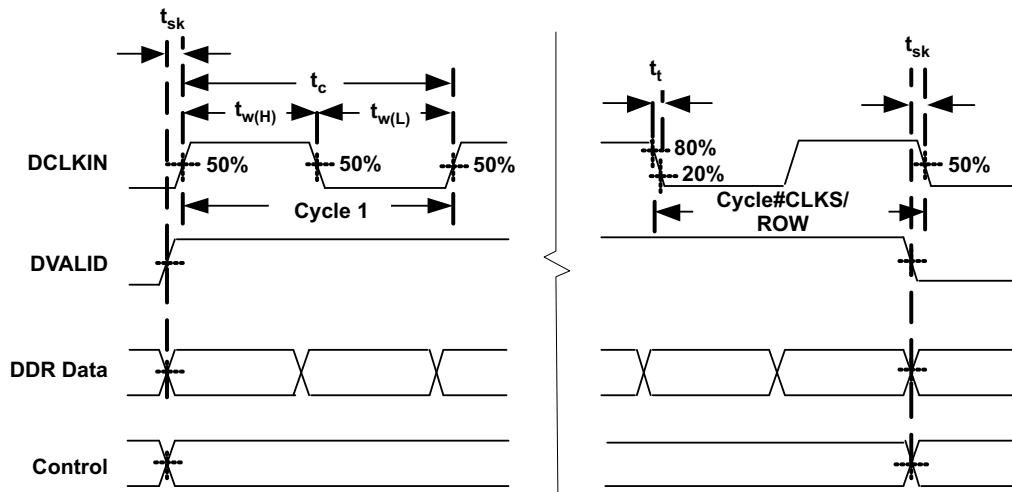 tsk
tc
tw(H) tw(L)
DCLKIN
50% 50% 50%
Cycle 1
tt
tsk
80%
20%
50%
Cycle#CLKS/
ROW
DVALID
DDR Data
Control